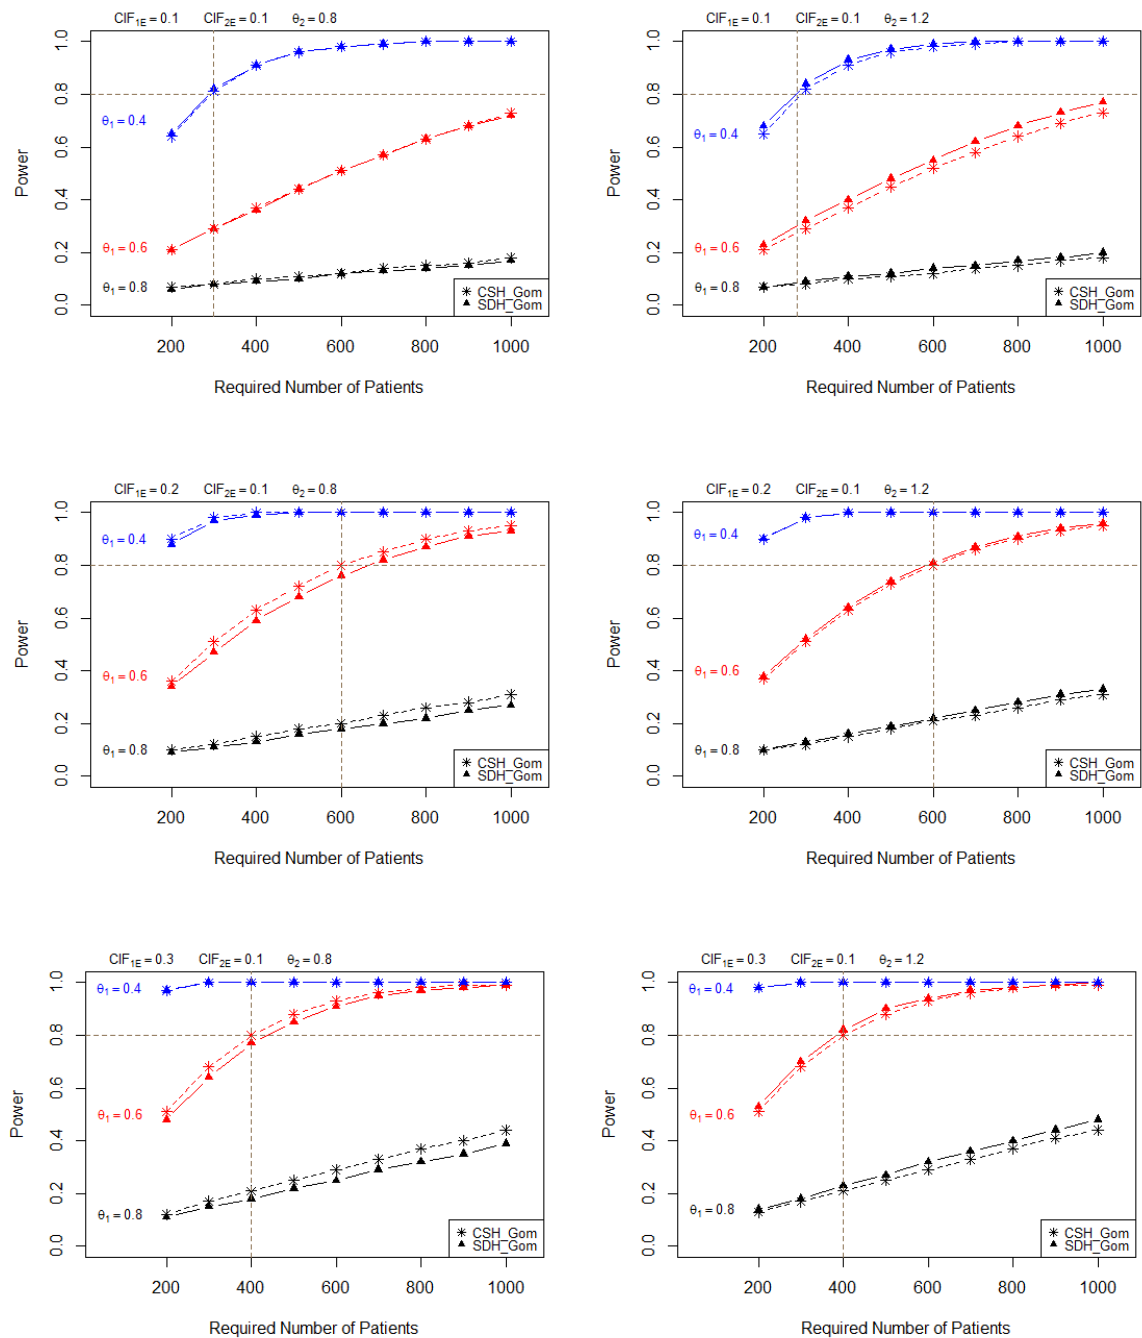 CIF1E = 0.1 CIF2E = 0.1 θ2 = 0.8
Power
0.0 0.2 0.4 0.6 0.8 1.0
θ1 = 0.4
θ1 = 0.6
θ1 = 0.8
CSH_Gom
SDH_Gom
200 400 600 800 1000
Required Number of Patients
CIF1E = 0.1 CIF2E = 0.1 θ2 = 1.2
Power
0.0 0.2 0.4 0.6 0.8 1.0
θ1 = 0.4
θ1 = 0.6
θ1 = 0.8
CSH_Gom
SDH_Gom
200 400 600 800 1000
Required Number of Patients
CIF1E = 0.2 CIF2E = 0.1 θ2 = 0.8
Power
0.0 0.2 0.4 0.6 0.8 1.0
θ1 = 0.4
θ1 = 0.6
θ1 = 0.8
CSH_Gom
SDH_Gom
200 400 600 800 1000
Required Number of Patients
CIF1E = 0.2 CIF2E = 0.1 θ2 = 1.2
Power
0.0 0.2 0.4 0.6 0.8 1.0
θ1 = 0.4
θ1 = 0.6
θ1 = 0.8
CSH_Gom
SDH_Gom
200 400 600 800 1000
Required Number of Patients
CIF1E = 0.3 CIF2E = 0.1 θ2 = 0.8
Power
0.0 0.2 0.4 0.6 0.8 1.0
θ1 = 0.4
θ1 = 0.6
θ1 = 0.8
CSH_Gom
SDH_Gom
200 400 600 800 1000
Required Number of Patients
CIF1E = 0.3 CIF2E = 0.1 θ2 = 1.2
Power
0.0 0.2 0.4 0.6 0.8 1.0
θ1 = 0.4
θ1 = 0.6
θ1 = 0.8
CSH_Gom
SDH_Gom
200 400 600 800 1000
Required Number of Patients